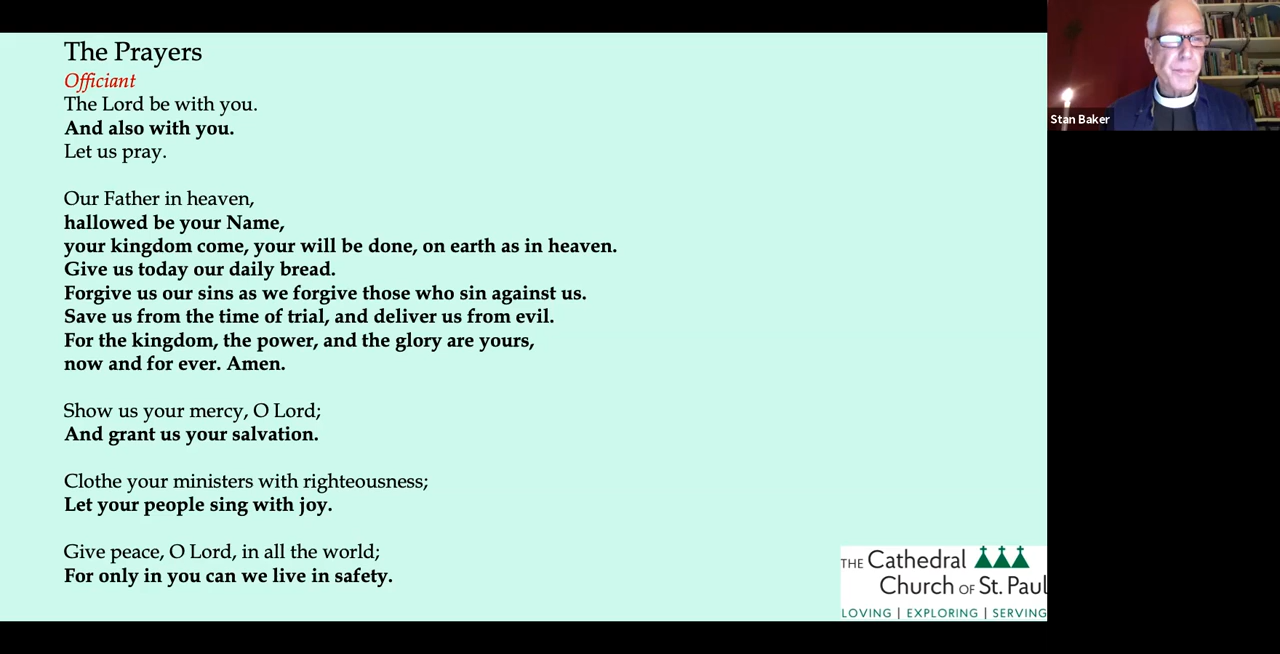 The Prayers
Officiant
The Lord be with you.
And also with you.
Let us pray.
Our Father in heaven,
hallowed be your Name,
your kingdom come, your will be done, on earth as in heaven.
Give us today our daily bread.
Forgive us our sins as we forgive those who sin against us.
Save us from the time of trial, and deliver us from evil.
For the kingdom, the power, and the glory are yours,
now and for ever. Amen.
Show us your mercy, O Lord;
And grant us your salvation.
Clothe your ministers with righteousness;
Let your people sing with joy.
Give peace, O Lord, in all the world;
For only in you can we live in safety.
THE Cathedral
Church OF St. Paul
LOVING | EXPLORING | SERVING
Stan Baker